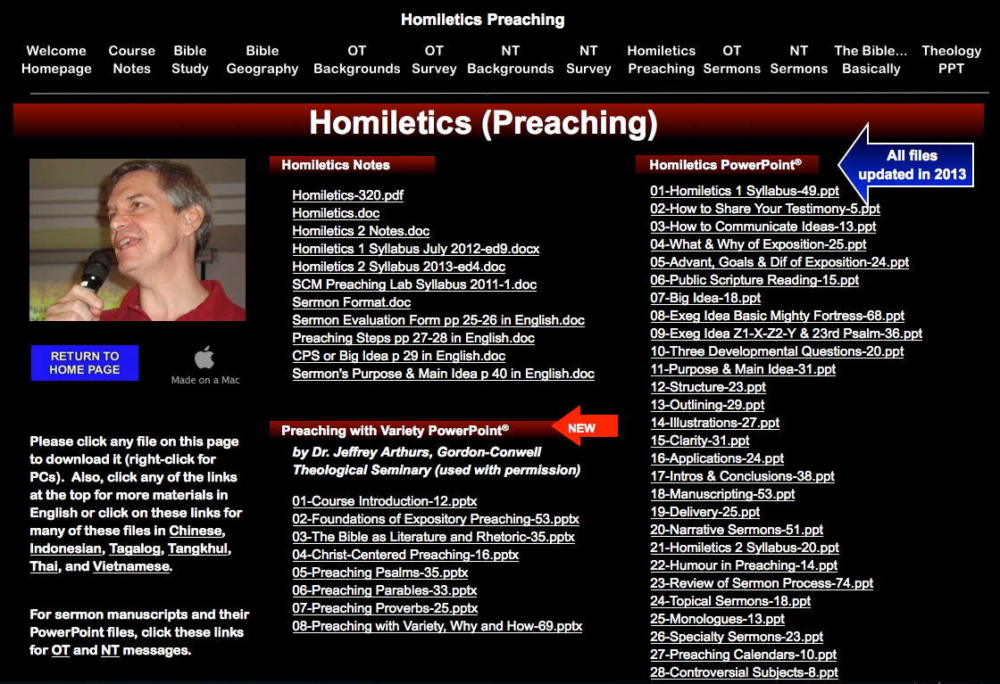 Homiletics Preaching
Welcome Homepage
Course Notes
Bible Study
Bible Geography
OT Backgrounds
OT Survey
NT Backgrounds
NT Survey
Homiletics Preaching
OT Sermons
NT Sermons
The Bible... Basically
Theology PPT
Homiletics (Preaching)
RETURN TO
HOME PAGE
Made on a Mac
Please click any file on this page
to download it (right-click for
PCs).  Also, click any of the links
at the top for more materials in
English or click on these links for
many of these files in Chinese,
Indonesian, Tagalog, Tangkhul,
Thai, and Vietnamese.
For sermon manuscripts and their
PowerPoint files, click these links
for OT and NT messages.
Homiletics Notes
Homiletics-320.pdf
Homiletics.doc
Homiletics 2 Notes.doc
Homiletics 1 Syllabus July 2012-ed9.docx
Homiletics 2 Syllabus 2013-ed4.doc
SCM Preaching Lab Syllabus 2011-1.doc
Sermon Format.doc
Sermon Evaluation Form pp 25-26 in English.doc
Preaching Steps pp 27-28 in English.doc
CPS or Big Idea p 29 in English.doc
Sermon's Purpose & Main Idea p 40 in English.doc
Preaching with Variety PowerPoint®
NEW
by Dr. Jeffrey Arthurs, Gordon-Conwell
Theological Seminary (used with permission)
01-Course Introduction-12.pptx
02-Foundations of Expository Preaching-53.pptx
03-The Bible as Literature and Rhetoric-35.pptx
04-Christ-Centered Preaching-16.pptx
05-Preaching Psalms-35.pptx
06-Preaching Parables-33.pptx
07-Preaching Proverbs-25.pptx
08-Preaching with Variety, Why and How-69.pptx
Homiletics PowerPoint®
All files
updated in 2013
01-Homiletics 1 Syllabus-49.ppt
02-How to Share Your Testimony-5.ppt
03-How to Communicate Ideas-13.ppt
04-What & Why of Exposition-25.ppt
05-Advant, Goals & Dif of Exposition-24.ppt
06-Public Scripture Reading-15.ppt
07-Big Idea-18.ppt
08-Exeg Idea Basic Mighty Fortress-68.ppt
09-Exeg Idea Z1-X-Z2-Y & 23rd Psalm-36.ppt
10-Three Developmental Questions-20.ppt
11-Purpose & Main Idea-31.ppt
12-Structure-23.ppt
13-Outlining-29.ppt
14-Illustrations-27.ppt
15-Clarity-31.ppt
16-Applications-24.ppt
17-Intros & Conclusions-38.ppt
18-Manuscripting-53.ppt
19-Delivery-25.ppt
20-Narrative Sermons-51.ppt
21-Homiletics 2 Syllabus-20.ppt
22-Humour in Preaching-14.ppt
23-Review of Sermon Process-74.ppt
24-Topical Sermons-18.ppt
25-Monologues-13.ppt
26-Specialty Sermons-23.ppt
27-Preaching Calendars-10.ppt
28-Controversial Subjects-8.ppt